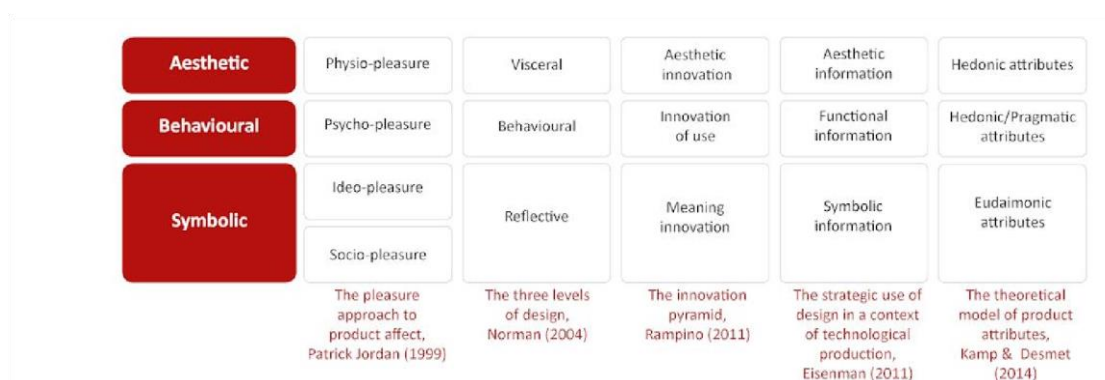 Aesthetic
Physio-pleasure
Visceral
Aesthetic
innovation
Aesthetic
information
Hedonic attributes
Behavioural
Psycho-pleasure
Behavioural
Innovation
of use
Functional
information
Hedonic/Pragmatic
attributes
Symbolic
Ideo-pleasure
Socio-pleasure
Reflective
Meaning
innovation
Symbolic
information
Eudaimonic
attributes
The pleasure
approach to
product affect,
Patrick Jordan (1999)
The three levels
of design,
Norman (2004)
The innovation
pyramid,
Rampino (2011)
The strategic use of
design in a context
of technological
production,
Eisenman (2011)
The theoretical
model of product
attributes,
Kamp & Desmet
(2014)